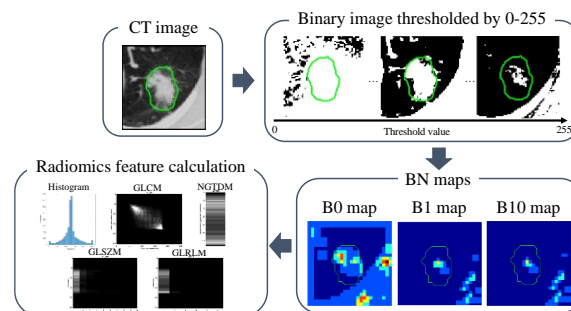 CT image
Binary image thresholded by 0-255
0
Threshold value
255
Radiomics feature calculation
Histogram
GLCM
NGTDM
GLSZM
GLRLM
BN maps
B0 map
B1 map
B10 map